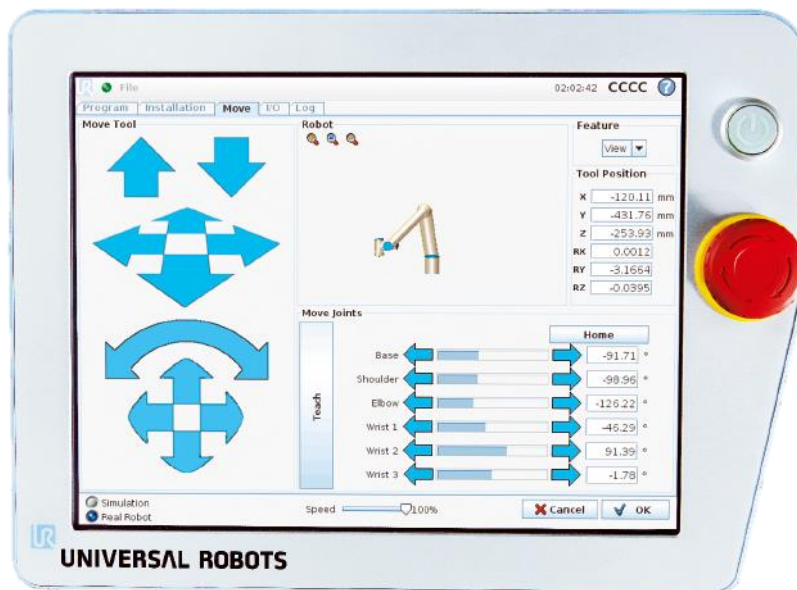 File 02:02:42 CCCC ?
Program Installation Move I/O Log
Move Tool
Robot
Feature
View
Tool Position
X -120.11 mm
Y -431.76 mm
Z -253.93 mm
RX 0.0012
RY -3.1664
RZ -0.0395
Move Joints
Teach
Home
Base -91.71 °
Shoulder -98.96 °
Elbow -126.22 °
Wrist 1 -46.29 °
Wrist 2 91.39 °
Wrist 3 -1.78 °
Simulation
Real Robot
Speed 100%
Cancel OK
UR
UNIVERSAL ROBOTS